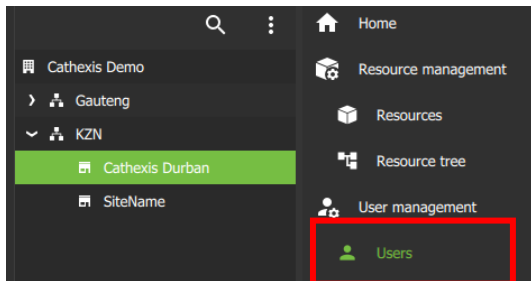 Cathexis Demo
Gauteng
KZN
Cathexis Durban
SiteName
Home
Resource management
Resources
Resource tree
User management
Users